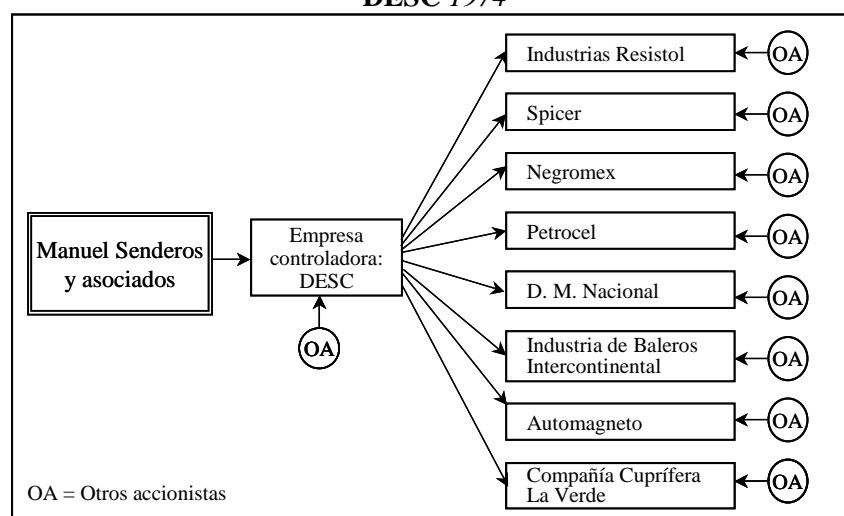 DESC 1974
Industrias Resistol
OA
Spicer
OA
Negromex
OA
Petrocel
OA
Manuel Senderos
y asociados
Empresa
controladora:
DESC
OA
D. M. Nacional
OA
Industria de Baleros
Intercontinental
OA
Automagneto
OA
Compañía Cuprífera
La Verde
OA
OA = Otros accionistas